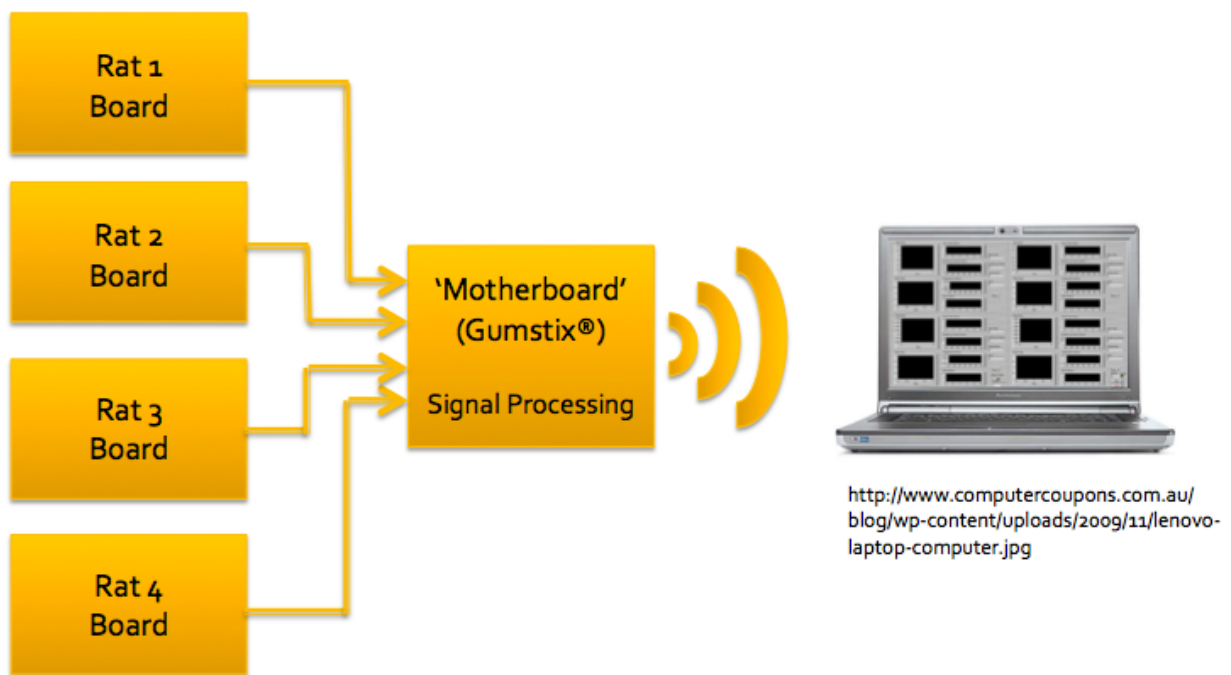 Rat 1
Board
Rat 2
Board
Rat 3
Board
Rat 4
Board
‘Motherboard’
(Gumstix®)
Signal Processing
http://www.computercoupons.com.au/
blog/wp-content/uploads/2009/11/lenovo-
laptop-computer.jpg